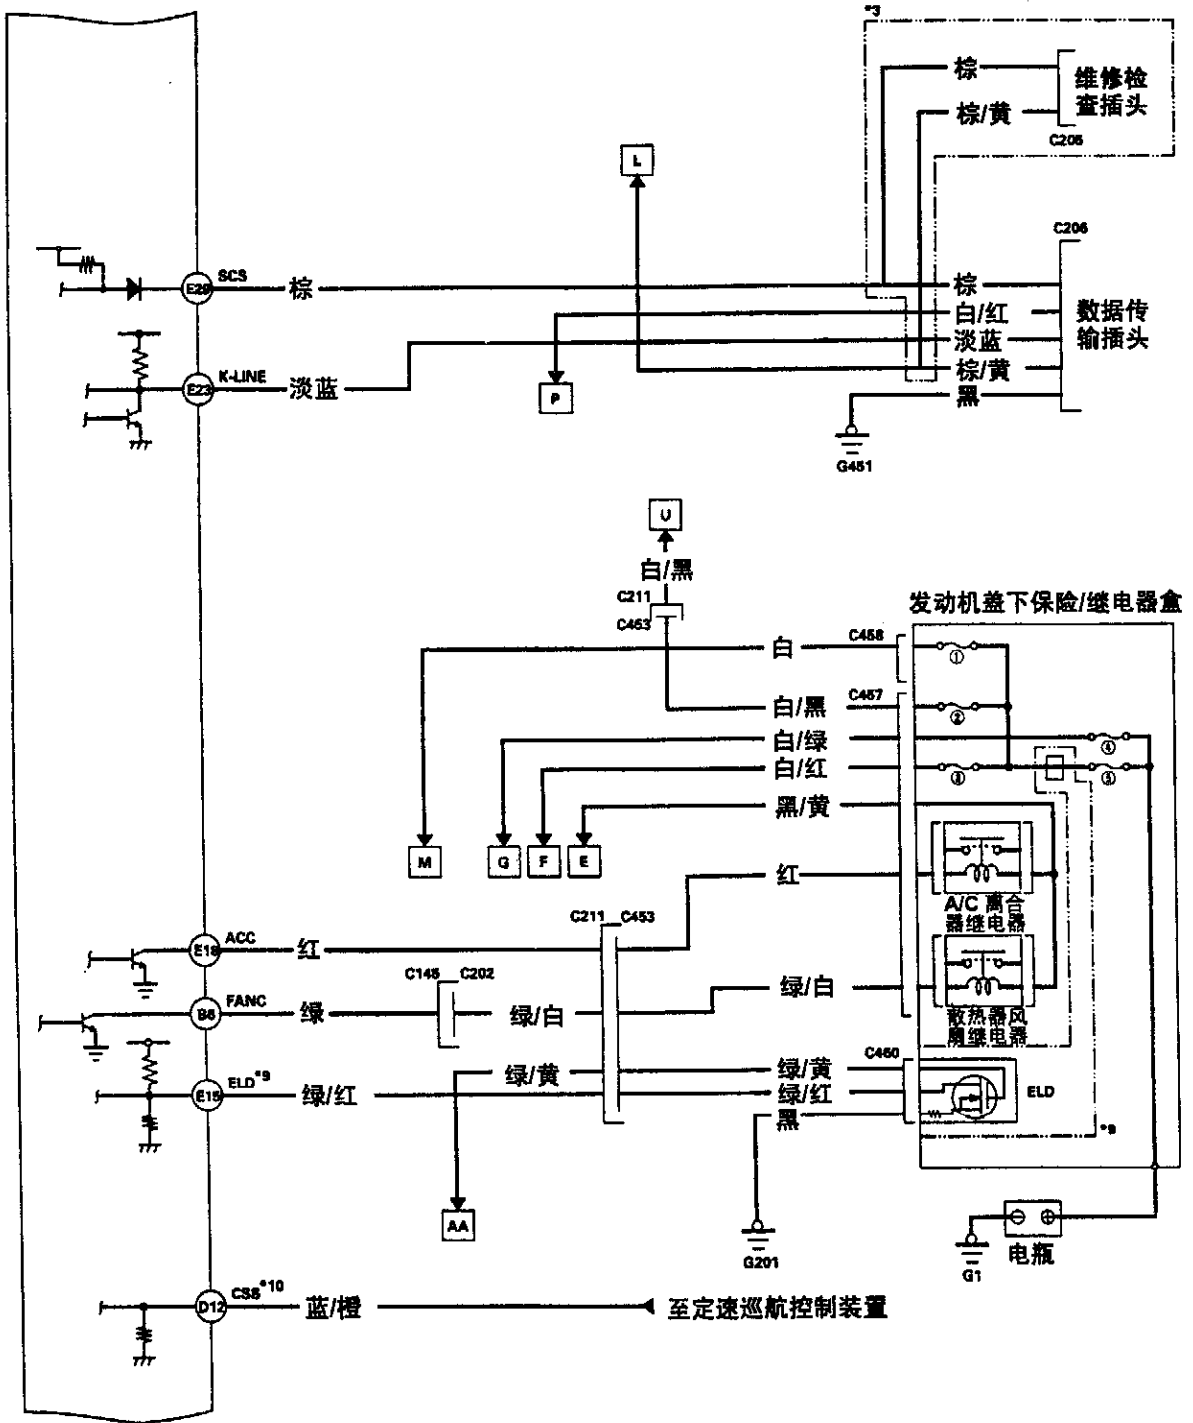 *3
棕
维修检
查插头
棕/黄
C205
L
C206
SCS
E29
棕
棕
白/红
数据传
淡蓝
输插头
K-LINE
E23
淡蓝
棕/黄
P
黑
G451
U
白/黑
C211
C453
发动机盖下保险/继电器盒
白
C458
①
白/黑
C457
②
白/绿
④
白/红
③
⑤
黑/黄
M
G
F
E
红
A/C 离合
器继电器
C211
C453
ACC
E18
红
C145
C202
绿/白
FANC
B6
绿
绿/白
散热器风
扇继电器
C460
绿/黄
绿/黄
ELD*9
E15
绿/红
绿/红
ELD
黑
*9
AA
G201
电瓶
G1
CSS*10
D12
蓝/橙
至定速巡航控制装置